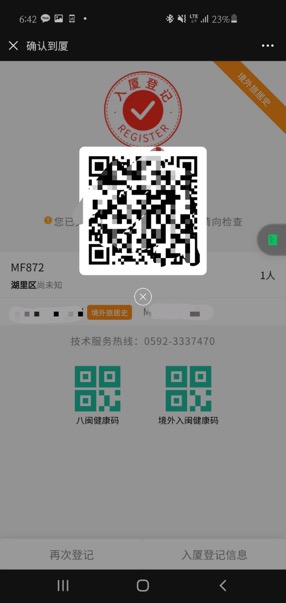 6:42
LTE
23%
确认到厦
境外旅居史
入厦登记
REGISTER
您已
请向检查
MF872
1人
湖里区尚未知
境外旅居史
技术服务热线：0592-3337470
八闽健康码
境外入闽健康码
再次登记
入厦登记信息